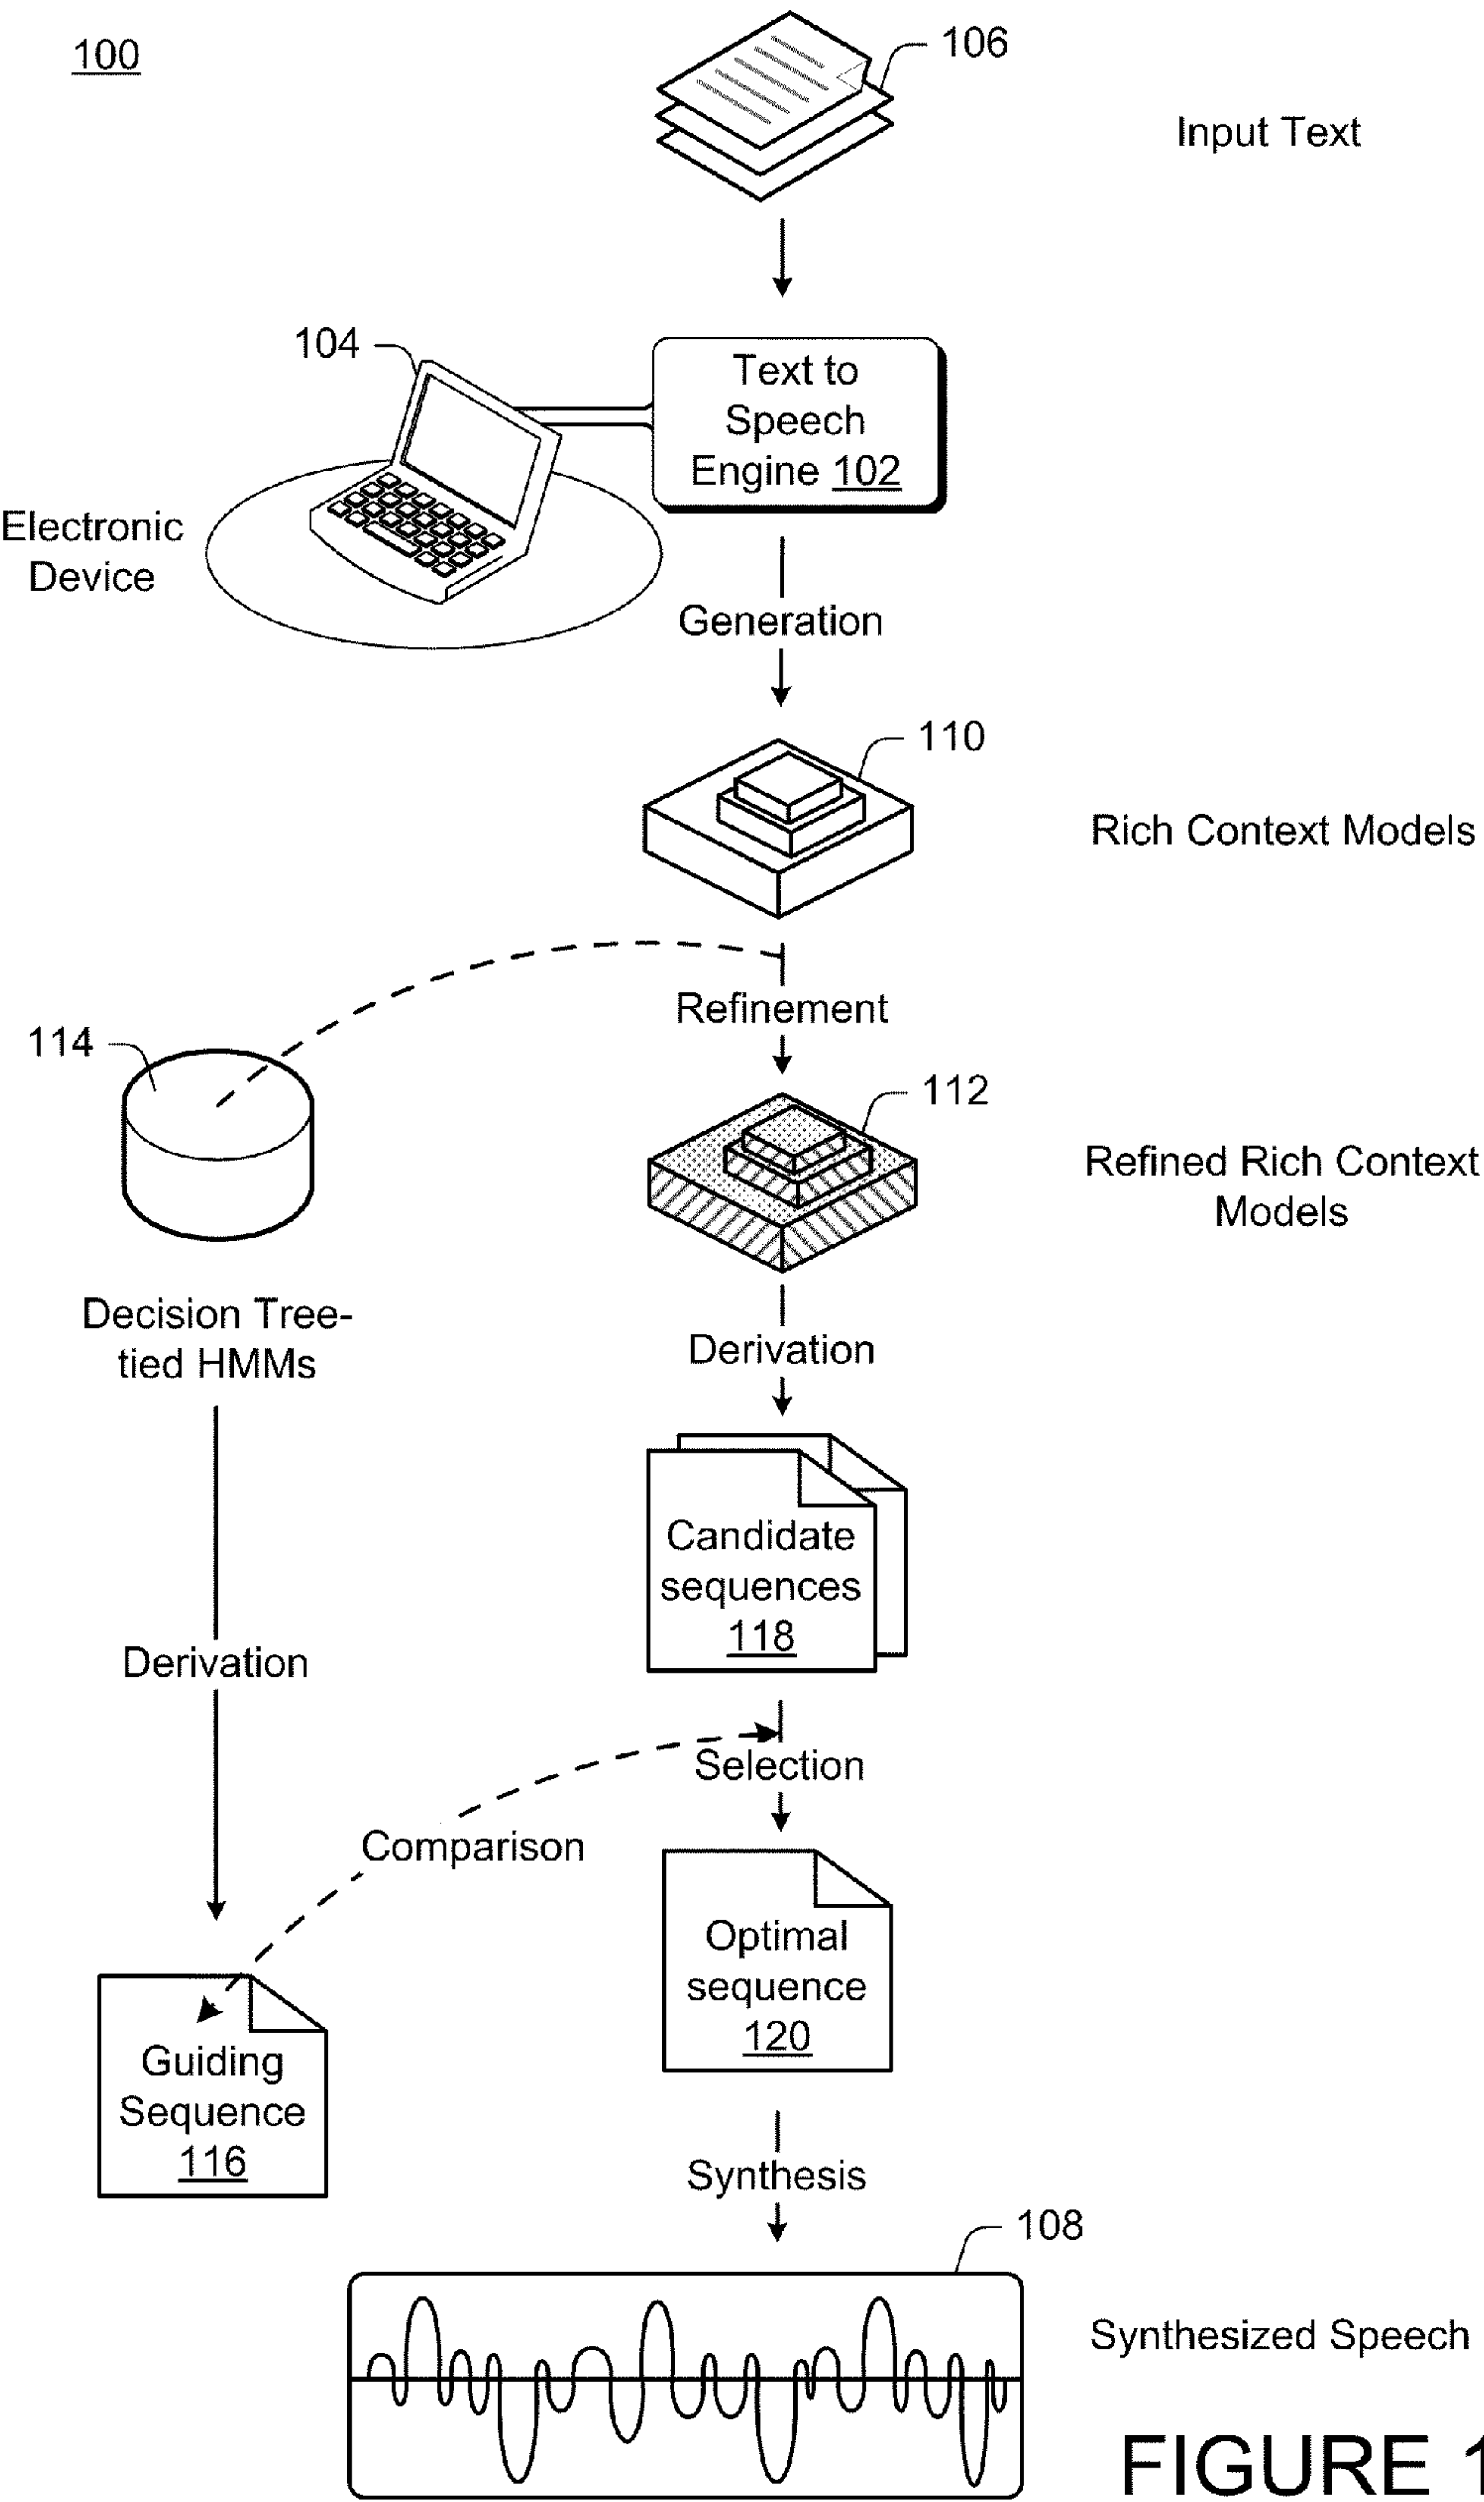 100
106
Input Text
104
Text to
Speech
Engine 102
Electronic
Device
Generation
110
Rich Context Models
Refinement
114
112
Refined Rich Context
Models
Decision Tree-
tied HMMs
Derivation
Candidate
sequences
118
Derivation
Selection
Comparison
Optimal
sequence
120
Guiding
Sequence
116
Synthesis
108
Synthesized Speech
FIGURE 1